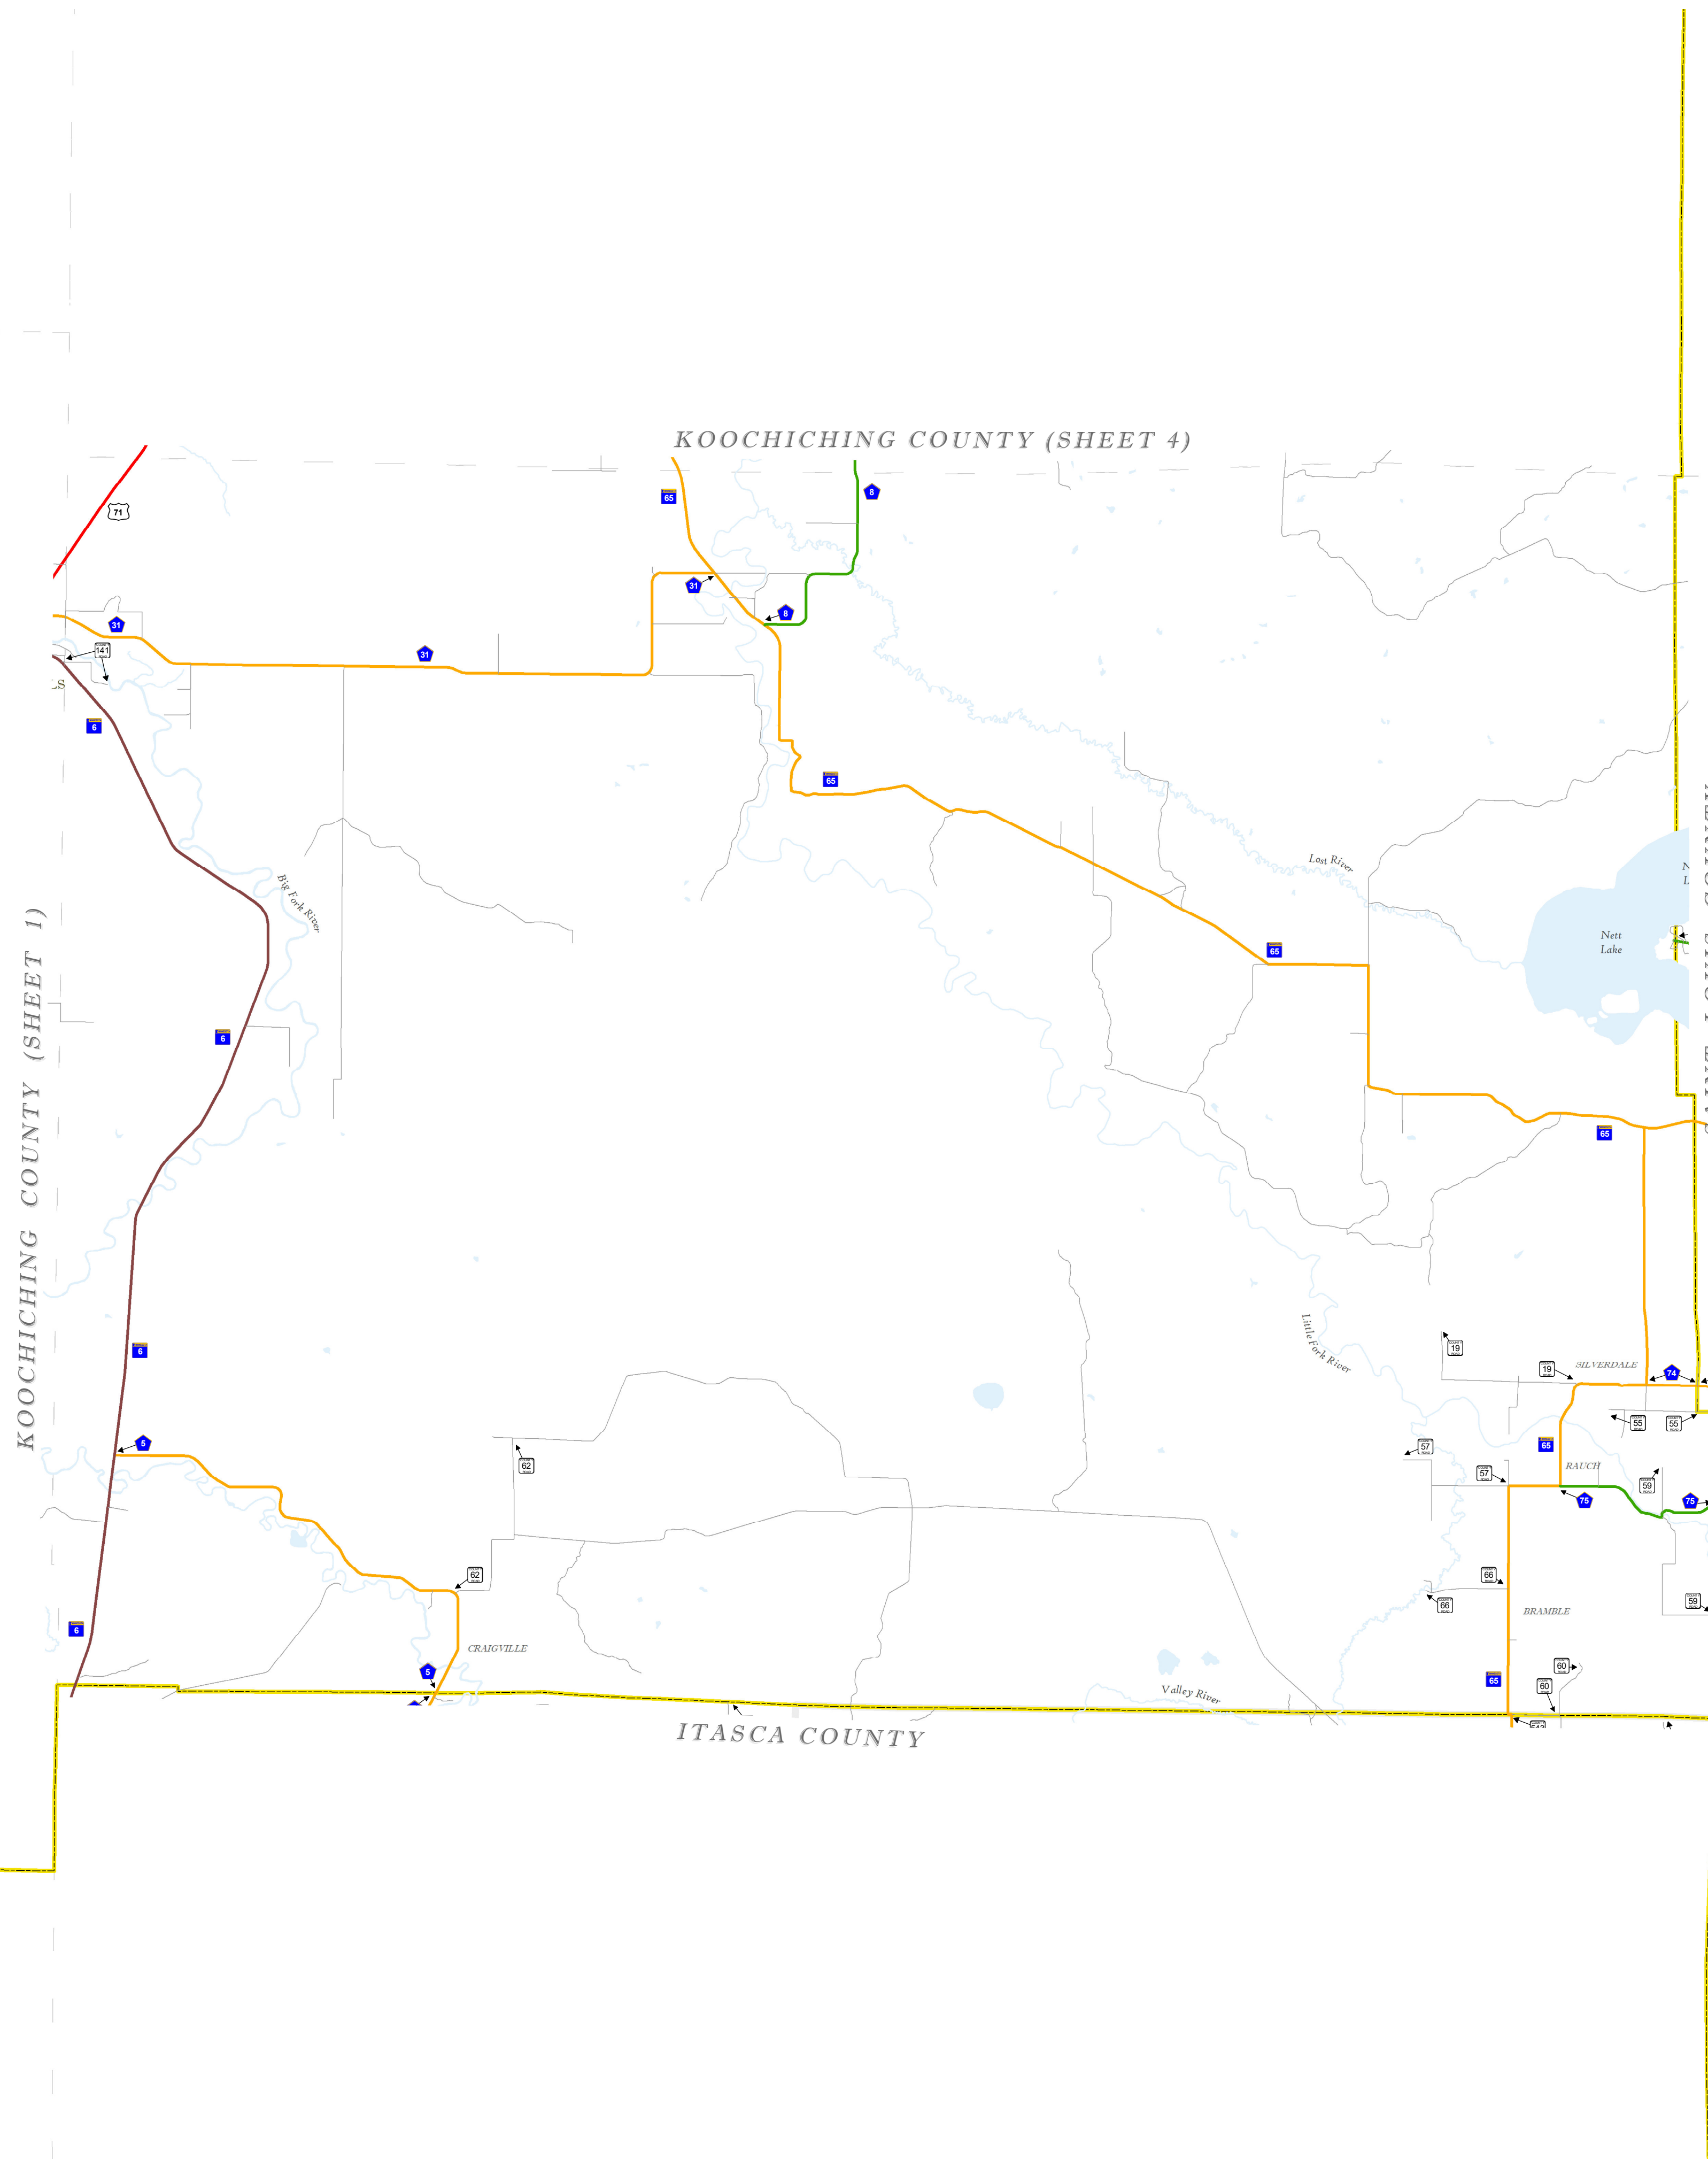 KOOCHICHING COUNTY (SHEET 4)
65
8
71
31
8
31
31
141
6
65
Lost River
Big Fork River
Nett
Lake
65
KOOCHICHING COUNTY (SHEET 1)
6
65
Little Fork River
19
6
SILVERDALE
19
74
55
55
5
57
65
62
RAUCH
57
59
75
75
62
66
66
59
BRAMBLE
6
CRAIGVILLE
60
5
65
60
Valley River
ITASCA COUNTY